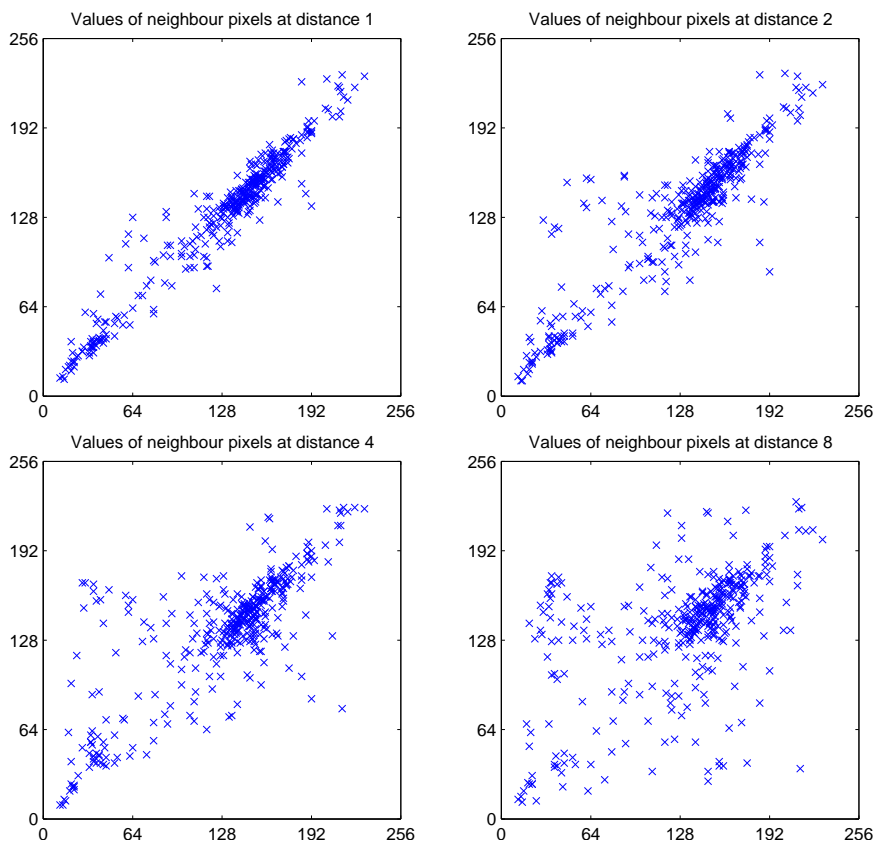 Values of neighbour pixels at distance 1
256
192
128
64
0
0 64 128 192 256
Values of neighbour pixels at distance 2
256
192
128
64
0
0 64 128 192 256
Values of neighbour pixels at distance 4
256
192
128
64
0
0 64 128 192 256
Values of neighbour pixels at distance 8
256
192
128
64
0
0 64 128 192 256